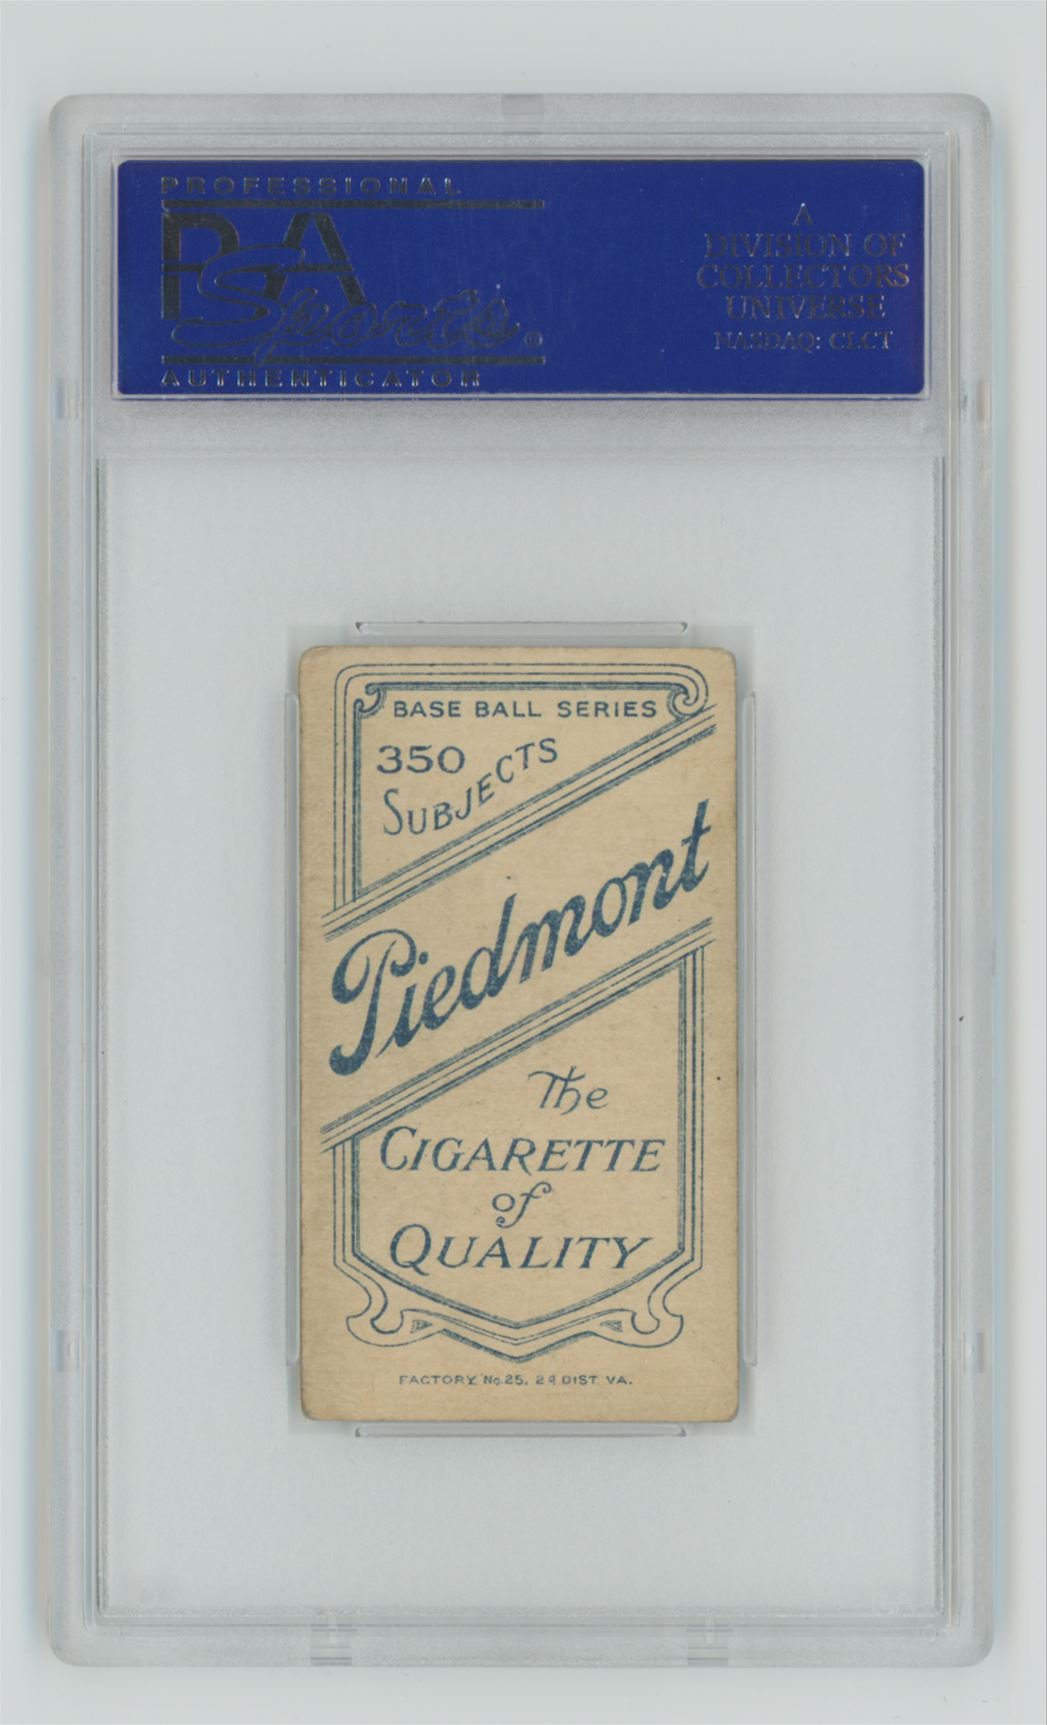 PROFESSIONAL
PSA
Sports®
AUTHENTICATOR
A
DIVISION OF
COLLECTORS
UNIVERSE
NASDAQ: CLCT
BASE BALL SERIES
350
SUBJECTS
Piedmont
The
CIGARETTE
of
QUALITY
FACTORY No. 25. 2d DIST VA.